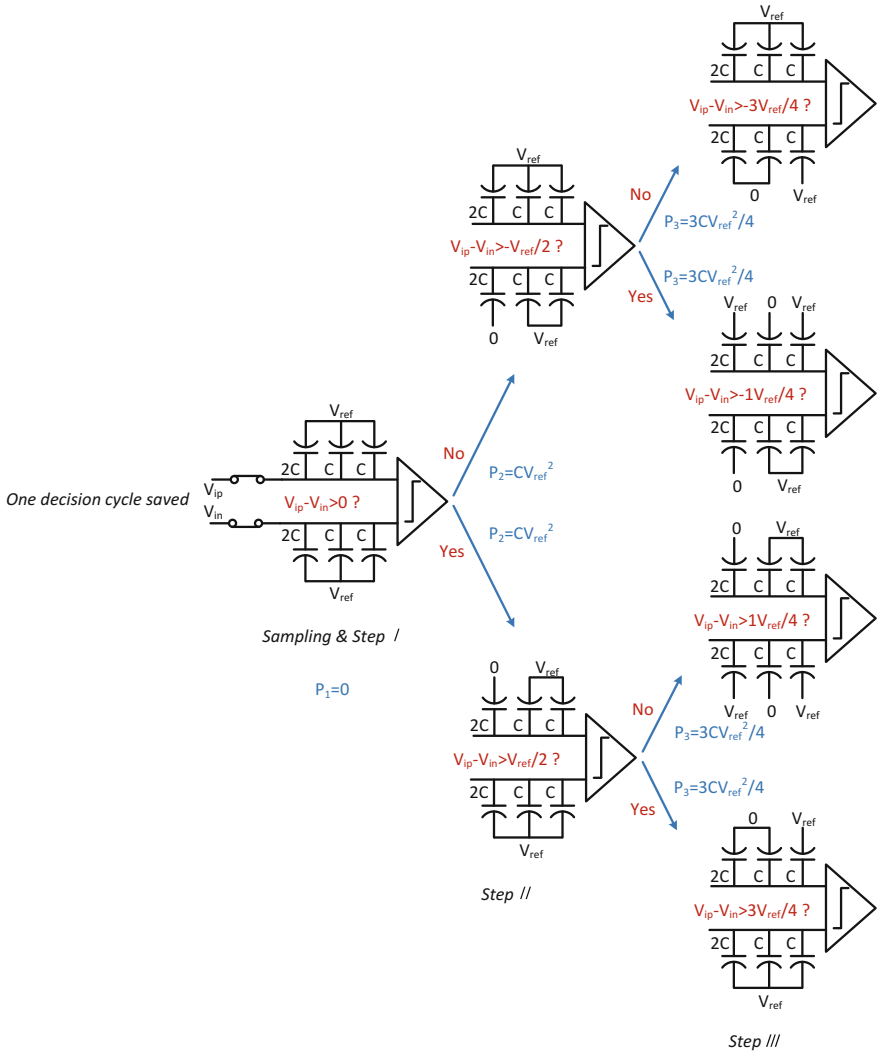 One decision cycle saved
V_ip
V_in
V_ref
2C C C
V_ip-V_in>0 ?
V_ref
Sampling & Step I
P_1=0
No
P_2=CV_ref^2
P_2=CV_ref^2
Yes
V_ref
2C C C
V_ip-V_in>-V_ref/2 ?
2C C C
0 V_ref
0 V_ref
2C C C
V_ip-V_in>V_ref/2 ?
2C C C
V_ref
Step II
No
P_3=3CV_ref^2/4
P_3=3CV_ref^2/4
Yes
No
P_3=3CV_ref^2/4
P_3=3CV_ref^2/4
Yes
V_ref
2C C C
V_ip-V_in>-3V_ref/4 ?
2C C C
0 V_ref
V_ref 0 V_ref
2C C C
V_ip-V_in>-1V_ref/4 ?
2C C C
0 V_ref
0 V_ref
2C C C
V_ip-V_in>1V_ref/4 ?
2C C C
V_ref 0 V_ref
0 V_ref
2C C C
V_ip-V_in>3V_ref/4 ?
2C C C
V_ref
Step III